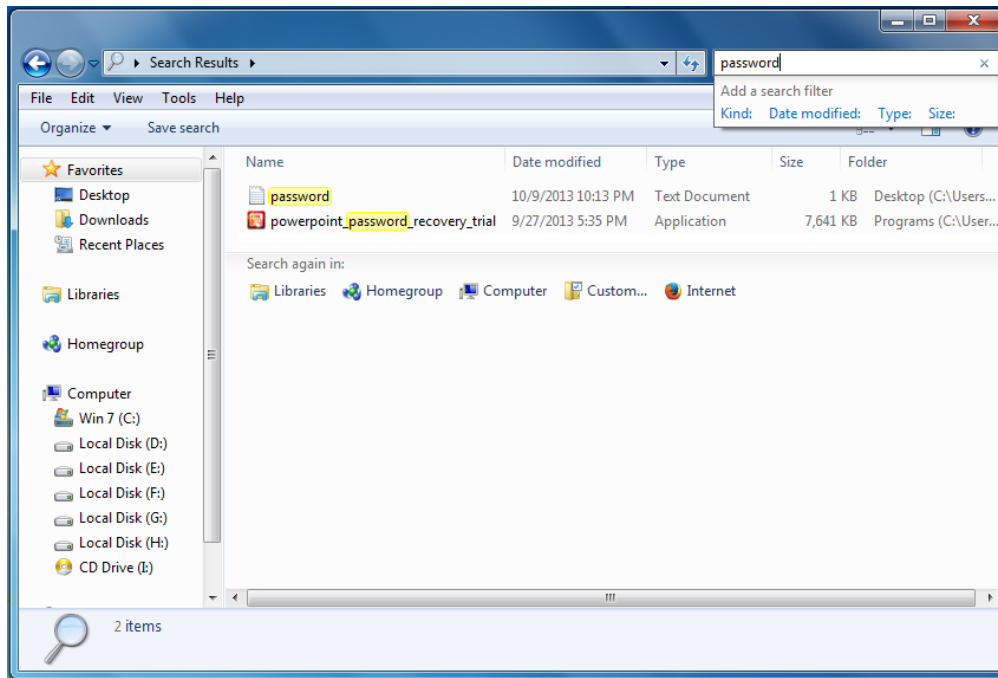 Search Results
password
Add a search filter
Kind: Date modified: Type: Size:
File Edit View Tools Help
Organize Save search
Favorites
Desktop
Downloads
Recent Places
Libraries
Homegroup
Computer
Win 7 (C:)
Local Disk (D:)
Local Disk (E:)
Local Disk (F:)
Local Disk (G:)
Local Disk (H:)
CD Drive (I:)
Name Date modified Type Size Folder
password 10/9/2013 10:13 PM Text Document 1 KB Desktop (C:\Users...
powerpoint_password_recovery_trial 9/27/2013 5:35 PM Application 7,641 KB Programs (C:\User...
Search again in:
Libraries Homegroup Computer Custom... Internet
2 items